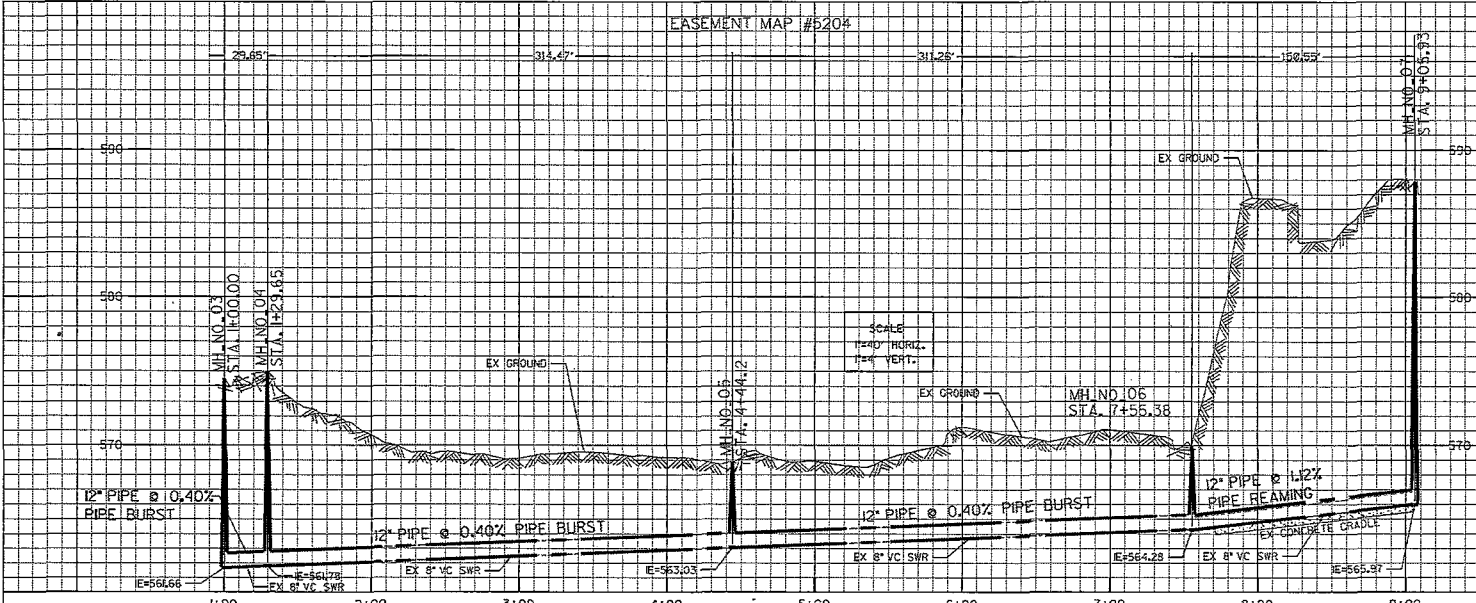 EASEMENT MAP #5204
29.65'
314.47'
311.26'
150.55'
MH NO. 07
STA. 9+05.93
590
590
EX GROUND
580
580
MH NO. 03
STA. 1+00.00
MH NO. 04
STA. 1+29.65
SCALE
1"=40' HORIZ.
1"=4' VERT.
EX GROUND
MH NO. 05
STA. 4+44.12
EX GROUND
MH NO. 06
STA. 7+55.38
570
570
12" PIPE @ 0.40%
PIPE BURST
12" PIPE @ 0.40% PIPE BURST
12" PIPE @ 0.40% PIPE BURST
12" PIPE @ 1.12%
PIPE REAMING
EX CONCRETE CRADLE
IE=561.66
IE=561.78
EX 8" VC SWR
EX 8" VC SWR
IE=563.03
EX 8" VC SWR
IE=564.28
EX 8" VC SWR
IE=565.97